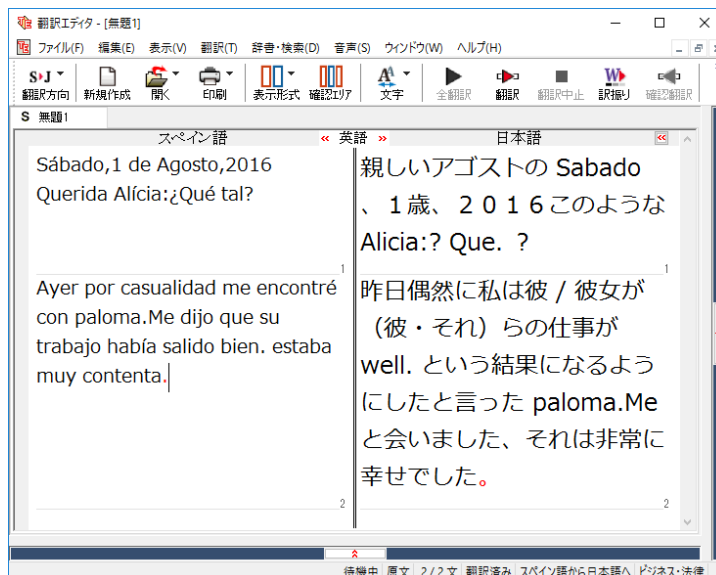 翻訳エディタ - [無題1]
ファイル(F) 編集(E) 表示(V) 翻訳(T) 辞書・検索(D) 音声(S) ウィンドウ(W) ヘルプ(H)
S›J
翻訳方向 新規作成 開く 印刷 表示形式 確認エリア 文字 全翻訳 翻訳 翻訳中止 訳振り 確認翻訳
S 無題1
スペイン語 « 英語 » 日本語 «
Sábado,1 de Agosto,2016
Querida Alícia:¿Qué tal?
1
親しいアゴストの Sabado
、１歳、２０１６このような
Alicia:? Que. ?
1
Ayer por casualidad me encontré
con paloma.Me dijo que su
trabajo había salido bien. estaba
muy contenta.
2
昨日偶然に私は彼 / 彼女が
（彼・それ）らの仕事が
well. という結果になるよう
にしたと言った paloma.Me
と会いました、それは非常に
幸せでした。
2
待機中 原文 2/2文 翻訳済み スペイン語から日本語へ ビジネス・法律